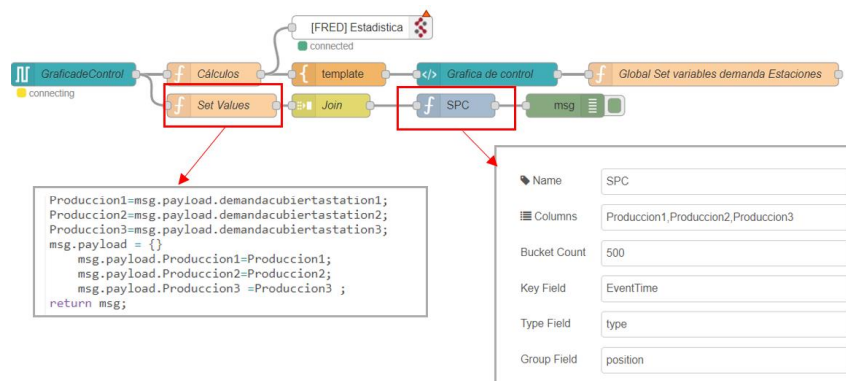 [FRED] Estadistica
connected
GraficadeControl
Cálculos
template
Grafica de control
Global Set variables demanda Estaciones
connecting
Set Values
Join
SPC
msg
Produccion1=msg.payload.demandacubiertastation1;
Produccion2=msg.payload.demandacubiertastation2;
Produccion3=msg.payload.demandacubiertastation3;
msg.payload = {}
msg.payload.Produccion1=Produccion1;
msg.payload.Produccion2=Produccion2;
msg.payload.Produccion3 =Produccion3 ;
return msg;
Name SPC
Columns Produccion1,Produccion2,Produccion3
Bucket Count 500
Key Field EventTime
Type Field type
Group Field position